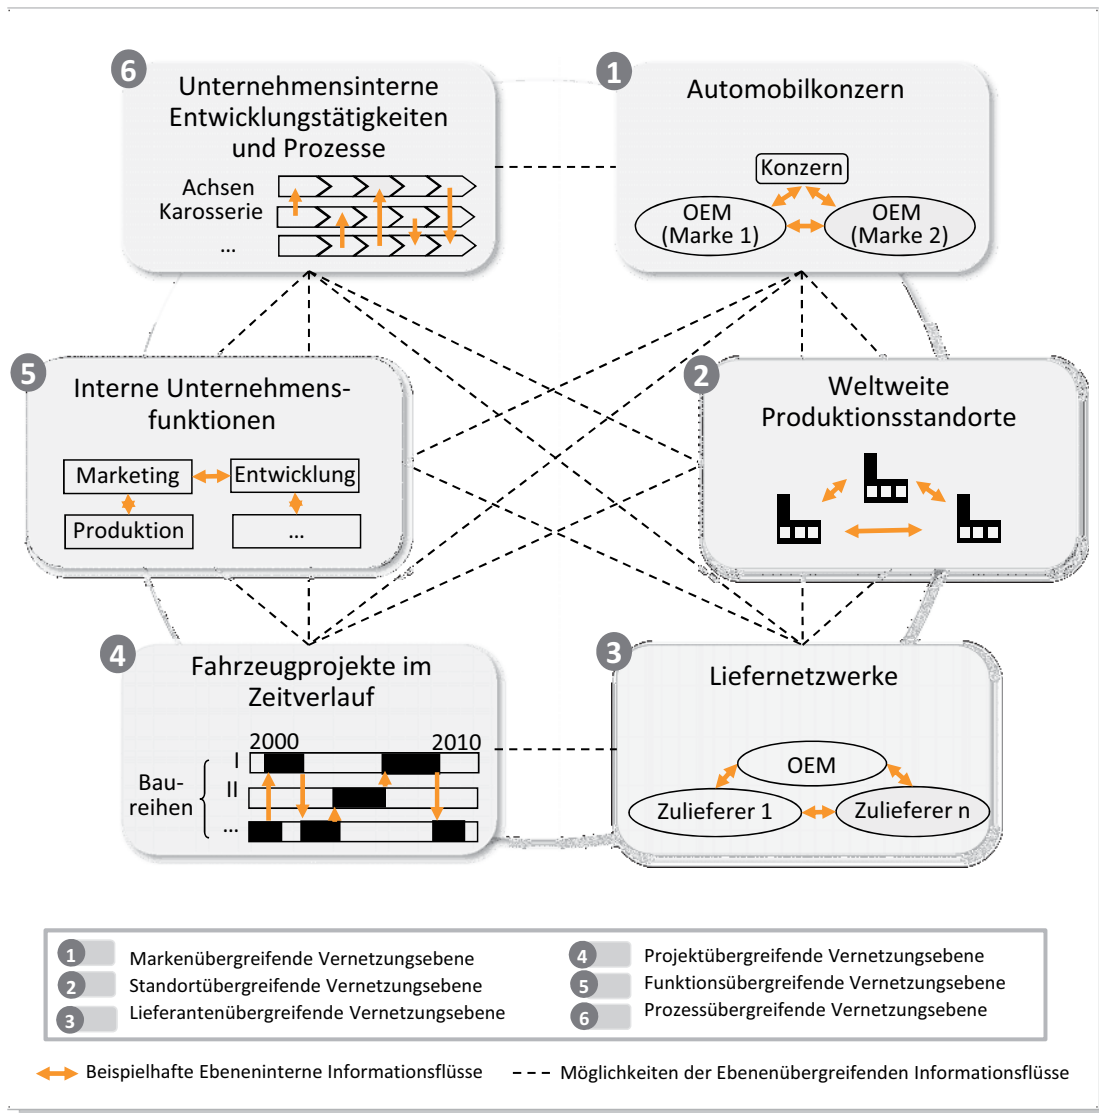 6
Unternehmensinterne
Entwicklungstätigkeiten
und Prozesse
Achsen
Karosserie
...
1
Automobilkonzern
Konzern
OEM
(Marke 1)
OEM
(Marke 2)
5
Interne Unternehmens-
funktionen
Marketing
Entwicklung
Produktion
...
2
Weltweite
Produktionsstandorte
4
Fahrzeugprojekte im
Zeitverlauf
2000
2010
Bau-
reihen
I
II
...
3
Liefernetzwerke
OEM
Zulieferer 1
Zulieferer n
1 Markenübergreifende Vernetzungsebene
2 Standortübergreifende Vernetzungsebene
3 Lieferantenübergreifende Vernetzungsebene
4 Projektübergreifende Vernetzungsebene
5 Funktionsübergreifende Vernetzungsebene
6 Prozessübergreifende Vernetzungsebene
Beispielhafte Ebeneninterne Informationsflüsse
Möglichkeiten der Ebenenübergreifenden Informationsflüsse